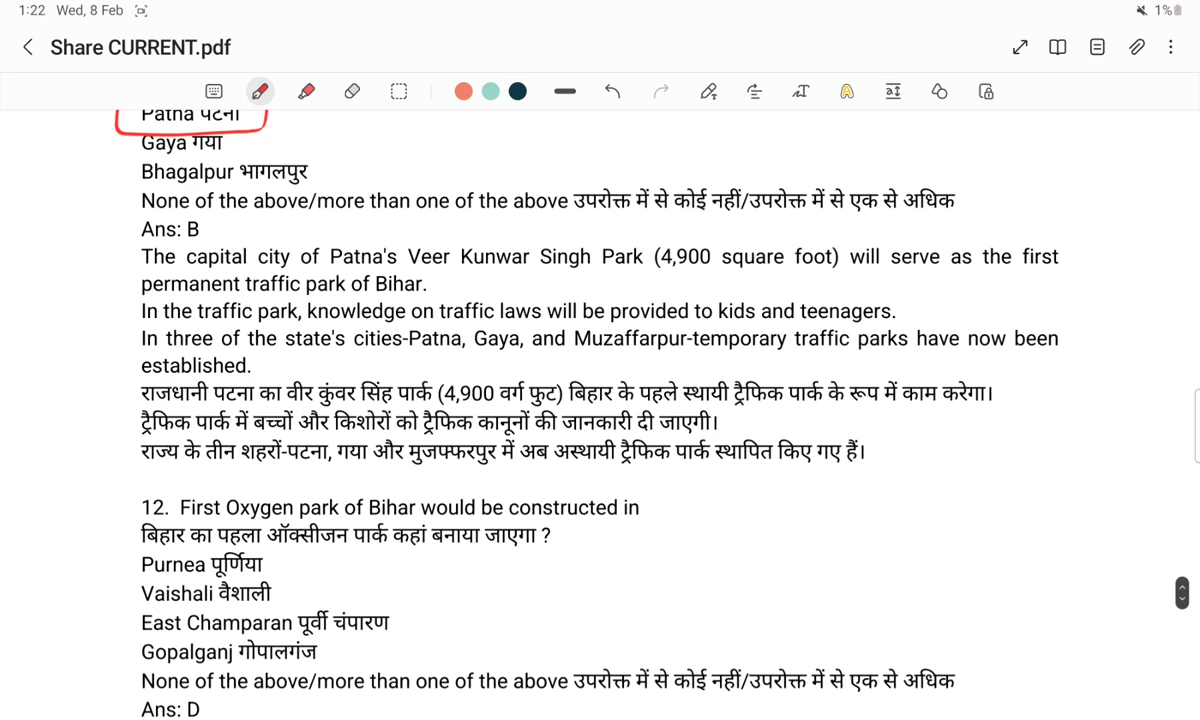 1:22 Wed, 8 Feb
1%
Share CURRENT.pdf
Patna पटना
Gaya गया
Bhagalpur भागलपुर
None of the above/more than one of the above उपरोक्त में से कोई नहीं/उपरोक्त में से एक से अधिक
Ans: B
The capital city of Patna's Veer Kunwar Singh Park (4,900 square foot) will serve as the first
permanent traffic park of Bihar.
In the traffic park, knowledge on traffic laws will be provided to kids and teenagers.
In three of the state's cities-Patna, Gaya, and Muzaffarpur-temporary traffic parks have now been
established.
राजधानी पटना का वीर कुंवर सिंह पार्क (4,900 वर्ग फुट) बिहार के पहले स्थायी ट्रैफिक पार्क के रूप में काम करेगा।
ट्रैफिक पार्क में बच्चों और किशोरों को ट्रैफिक कानूनों की जानकारी दी जाएगी।
राज्य के तीन शहरों-पटना, गया और मुजफ्फरपुर में अब अस्थायी ट्रैफिक पार्क स्थापित किए गए हैं।
12. First Oxygen park of Bihar would be constructed in
बिहार का पहला ऑक्सीजन पार्क कहां बनाया जाएगा ?
Purnea पूर्णिया
Vaishali वैशाली
East Champaran पूर्वी चंपारण
Gopalganj गोपालगंज
None of the above/more than one of the above उपरोक्त में से कोई नहीं/उपरोक्त में से एक से अधिक
Ans: D